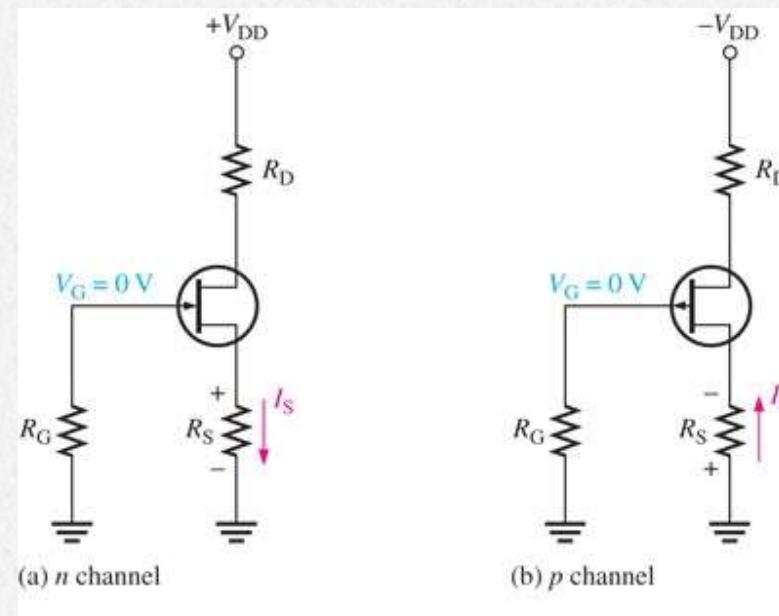 +V_DD
R_D
V_G = 0 V
+
I_S
R_G
R_S
−
(a) n channel
−V_DD
V_G = 0 V
−
R_G
R_S
+
(b) p channel